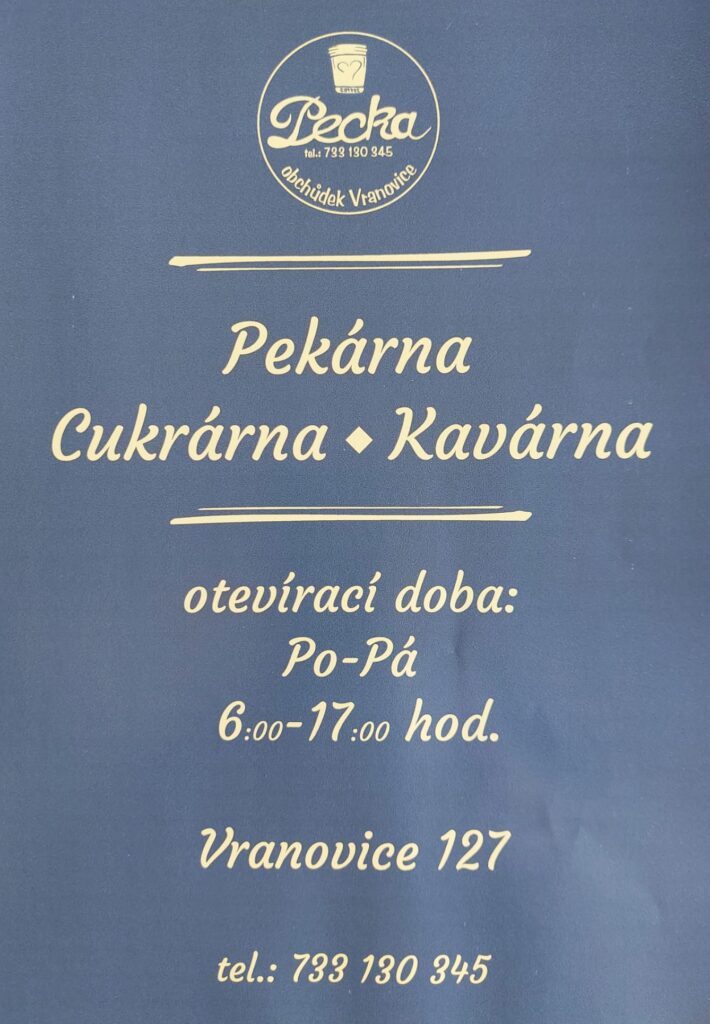 COFFEE
Pecka
tel.: 733 130 345
obchůdek Vranovice
Pekárna
Cukrárna ◆ Kavárna
otevírací doba:
Po-Pá
6:00-17:00 hod.
Vranovice 127
tel.: 733 130 345